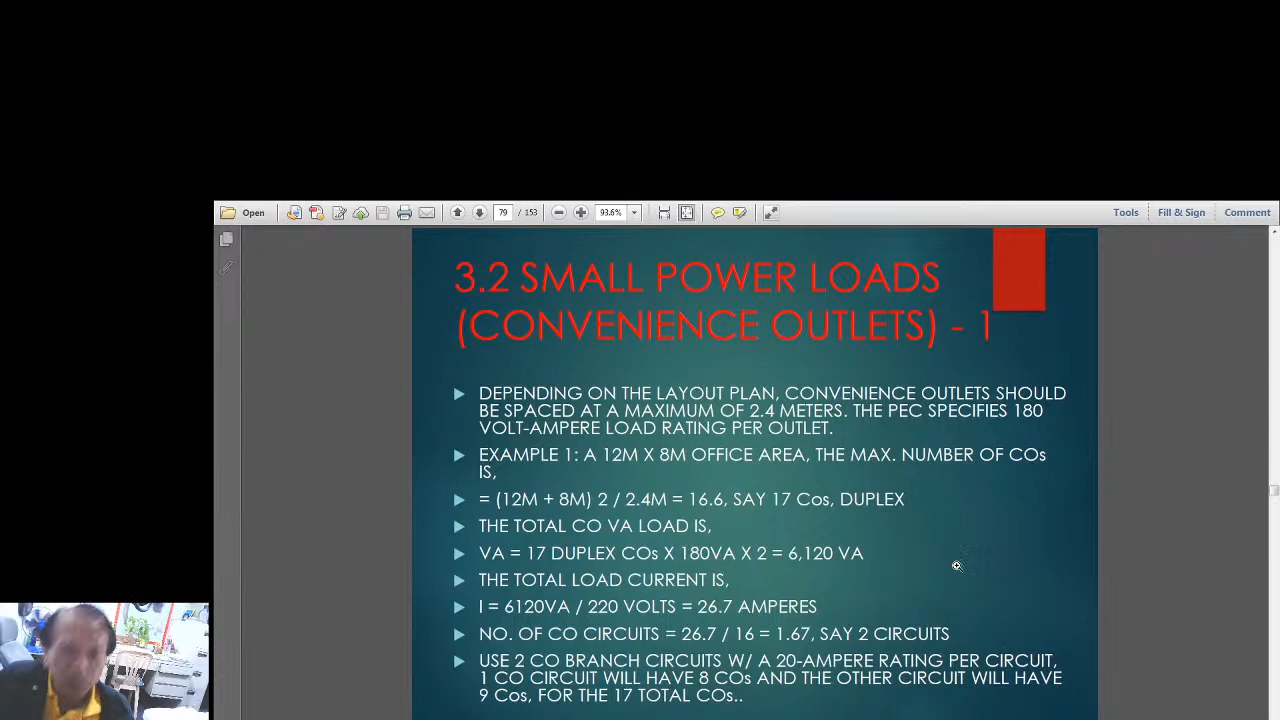 Open
79
/ 153
93.6%
Tools
Fill & Sign
Comment
3.2 SMALL POWER LOADS
(CONVENIENCE OUTLETS) - 1
DEPENDING ON THE LAYOUT PLAN, CONVENIENCE OUTLETS SHOULD
BE SPACED AT A MAXIMUM OF 2.4 METERS. THE PEC SPECIFIES 180
VOLT-AMPERE LOAD RATING PER OUTLET.
EXAMPLE 1: A 12M X 8M OFFICE AREA, THE MAX. NUMBER OF COs
IS,
= (12M + 8M) 2 / 2.4M = 16.6, SAY 17 Cos, DUPLEX
THE TOTAL CO VA LOAD IS,
VA = 17 DUPLEX COs X 180VA X 2 = 6,120 VA
THE TOTAL LOAD CURRENT IS,
I = 6120VA / 220 VOLTS = 26.7 AMPERES
NO. OF CO CIRCUITS = 26.7 / 16 = 1.67, SAY 2 CIRCUITS
USE 2 CO BRANCH CIRCUITS W/ A 20-AMPERE RATING PER CIRCUIT,
1 CO CIRCUIT WILL HAVE 8 COs AND THE OTHER CIRCUIT WILL HAVE
9 Cos, FOR THE 17 TOTAL COs..